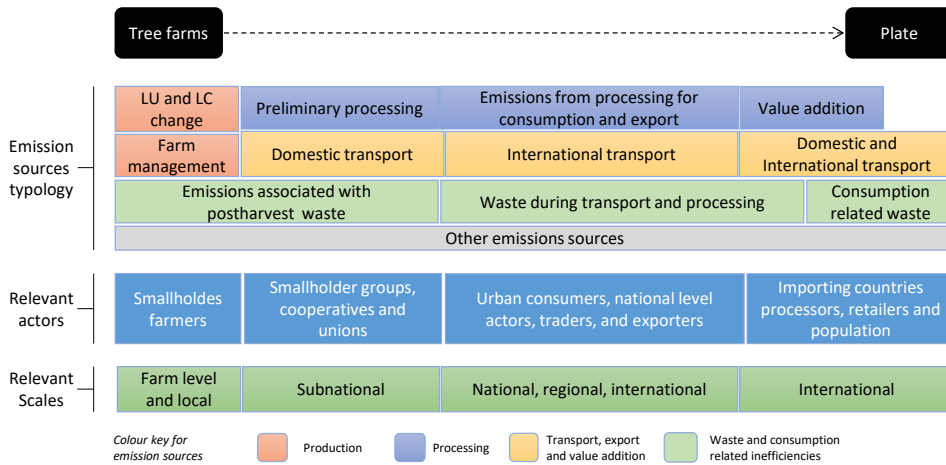 Tree farms
Plate
LU and LC
change
Preliminary processing
Emissions from processing for
consumption and export
Value addition
Emission
sources
typology
Farm
management
Domestic transport
International transport
Domestic and
International transport
Emissions associated with
postharvest waste
Waste during transport and processing
Consumption
related waste
Other emissions sources
Relevant
actors
Smallholdes
farmers
Smallholder groups,
cooperatives and
unions
Urban consumers, national level
actors, traders, and exporters
Importing countries
processors, retailers and
population
Relevant
Scales
Farm level
and local
Subnational
National, regional, international
International
Colour key for
emission sources
Production
Processing
Transport, export
and value addition
Waste and consumption
related inefficiencies